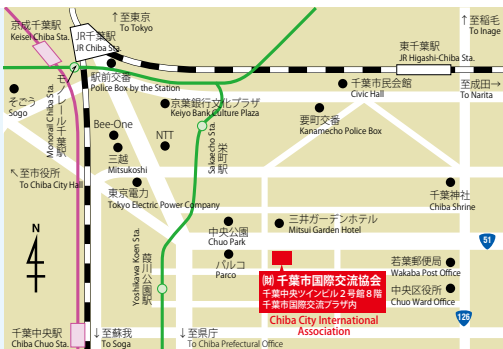 京成千葉駅
Keisei Chiba Sta.
JR千葉駅
JR Chiba Sta.
↑至東京
To Tokyo
↑至稲毛
To Inage
東千葉駅
JR Higashi-Chiba Sta.
至成田→
To Narita
モノレール千葉駅
Monorail Chiba Sta.
駅前交番
Police Box by the Station
千葉市民会館
Civic Hall
そごう
Sogo
京葉銀行文化プラザ
Keiyo Bank Culture Plaza
要町交番
Kanamecho Police Box
Bee-One
NTT
栄町駅
Sakaecho Sta.
三越
Mitsukoshi
↖至市役所
To Chiba City Hall
東京電力
Tokyo Electric Power Company
千葉神社
Chiba Shrine
中央公園
Chuo Park
三井ガーデンホテル
Mitsui Garden Hotel
51
N
葭川公園駅
Yoshikawa Koen Sta.
パルコ
Parco
若葉郵便局
Wakaba Post Office
㈶千葉市国際交流協会
千葉中央ツインビル2号館8階
千葉市国際交流プラザ内
中央区役所
Chuo Ward Office
Chiba City International
Association
126
千葉中央駅
Chiba Chuo Sta.
↓至蘇我
To Soga
↓至県庁
To Chiba Prefectural Office